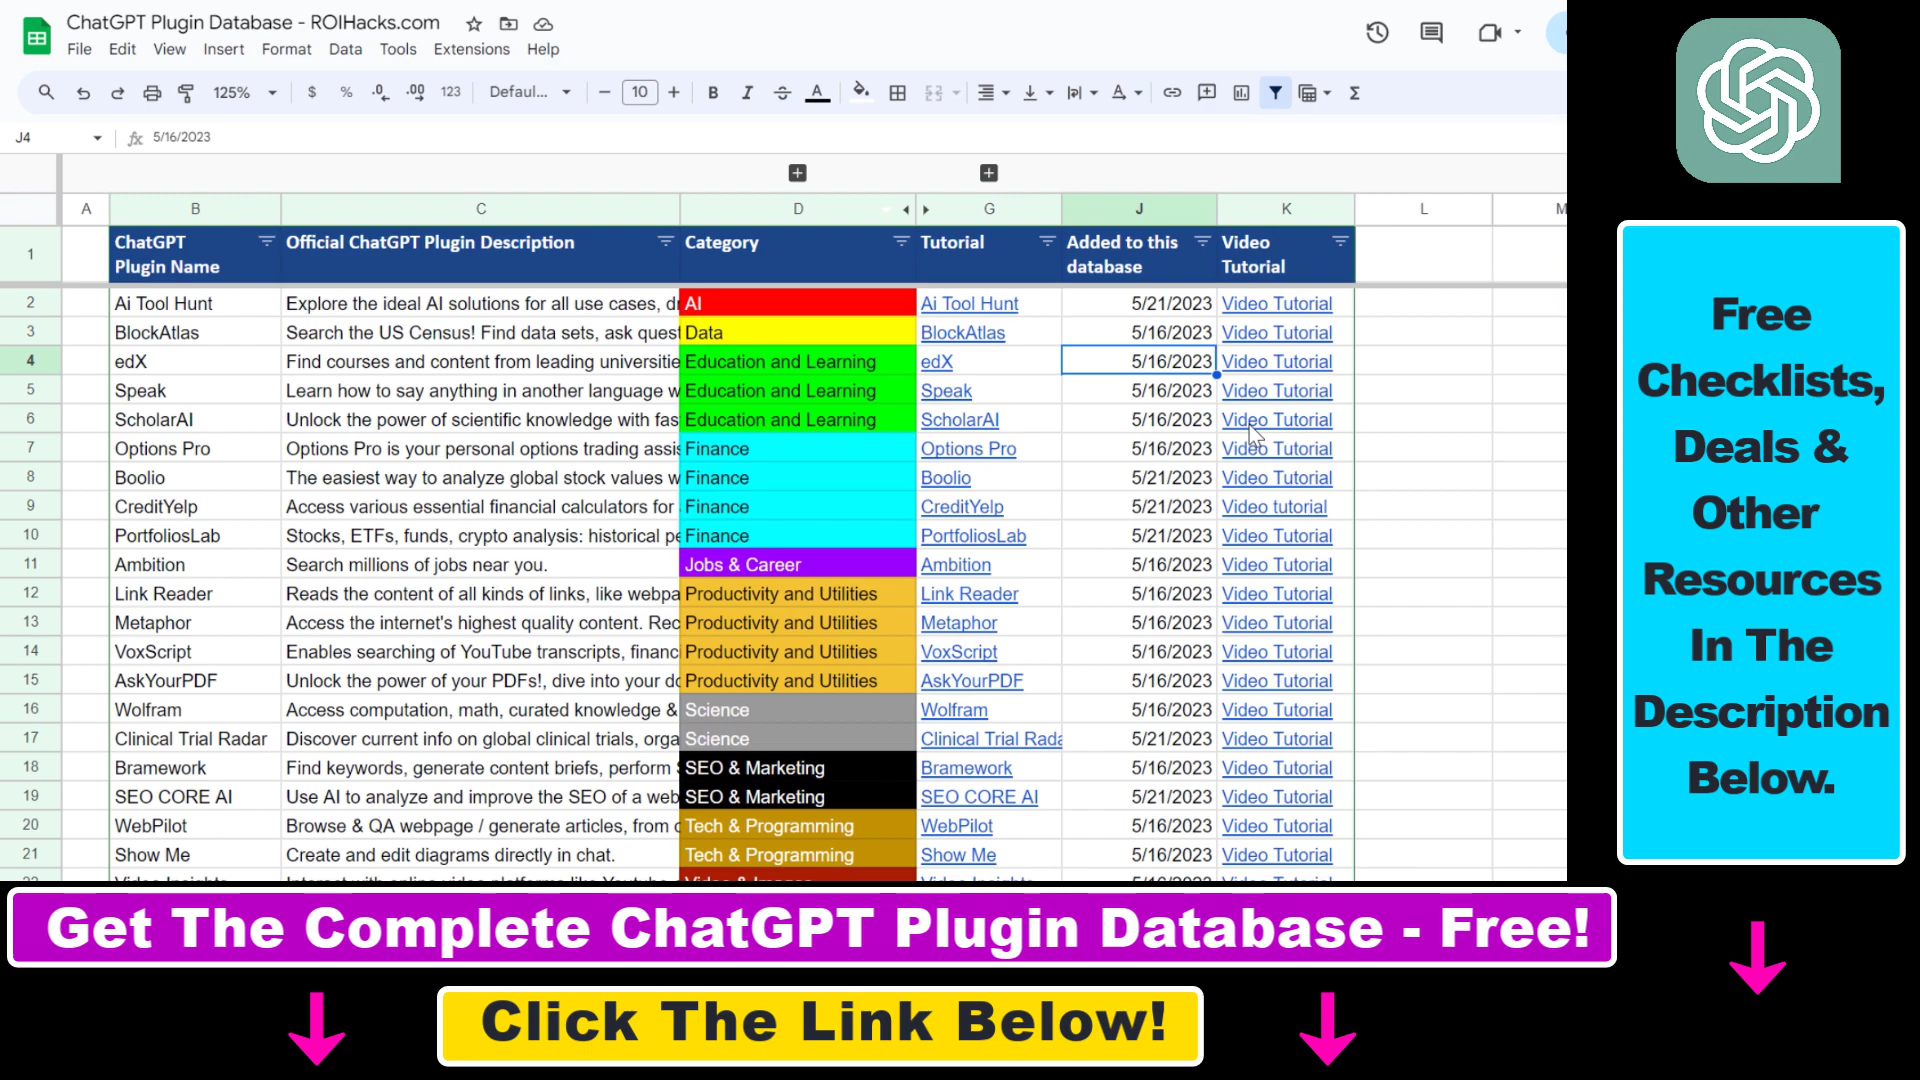 ChatGPT Plugin Database - ROIHacks.com
File Edit View Insert Format Data Tools Extensions Help
125% $ % .0 .00 123 Defaul... 10 B I A
J4 5/16/2023
A B C D G J K L M
1 ChatGPT Plugin Name Official ChatGPT Plugin Description Category Tutorial Added to this database Video Tutorial
2 Ai Tool Hunt Explore the ideal AI solutions for all use cases, AI Ai Tool Hunt 5/21/2023 Video Tutorial
3 BlockAtlas Search the US Census! Find data sets, ask quest Data BlockAtlas 5/16/2023 Video Tutorial
4 edX Find courses and content from leading universitie Education and Learning edX 5/16/2023 Video Tutorial
5 Speak Learn how to say anything in another language w Education and Learning Speak 5/16/2023 Video Tutorial
6 ScholarAI Unlock the power of scientific knowledge with fas Education and Learning ScholarAI 5/16/2023 Video Tutorial
7 Options Pro Options Pro is your personal options trading assis Finance Options Pro 5/16/2023 Video Tutorial
8 Boolio The easiest way to analyze global stock values w Finance Boolio 5/21/2023 Video Tutorial
9 CreditYelp Access various essential financial calculators for Finance CreditYelp 5/21/2023 Video tutorial
10 PortfoliosLab Stocks, ETFs, funds, crypto analysis: historical pe Finance PortfoliosLab 5/21/2023 Video Tutorial
11 Ambition Search millions of jobs near you. Jobs & Career Ambition 5/16/2023 Video Tutorial
12 Link Reader Reads the content of all kinds of links, like webpa Productivity and Utilities Link Reader 5/16/2023 Video Tutorial
13 Metaphor Access the internet's highest quality content. Rec Productivity and Utilities Metaphor 5/16/2023 Video Tutorial
14 VoxScript Enables searching of YouTube transcripts, financ Productivity and Utilities VoxScript 5/16/2023 Video Tutorial
15 AskYourPDF Unlock the power of your PDFs!, dive into your do Productivity and Utilities AskYourPDF 5/16/2023 Video Tutorial
16 Wolfram Access computation, math, curated knowledge & Science Wolfram 5/16/2023 Video Tutorial
17 Clinical Trial Radar Discover current info on global clinical trials, orga Science Clinical Trial Rada 5/21/2023 Video Tutorial
18 Bramework Find keywords, generate content briefs, perform SEO & Marketing Bramework 5/16/2023 Video Tutorial
19 SEO CORE AI Use AI to analyze and improve the SEO of a web SEO & Marketing SEO CORE AI 5/21/2023 Video Tutorial
20 WebPilot Browse & QA webpage / generate articles, from Tech & Programming WebPilot 5/16/2023 Video Tutorial
21 Show Me Create and edit diagrams directly in chat. Tech & Programming Show Me 5/16/2023 Video Tutorial
Free
Checklists,
Deals &
Other
Resources
In The
Description
Below.
Get The Complete ChatGPT Plugin Database - Free!
Click The Link Below!